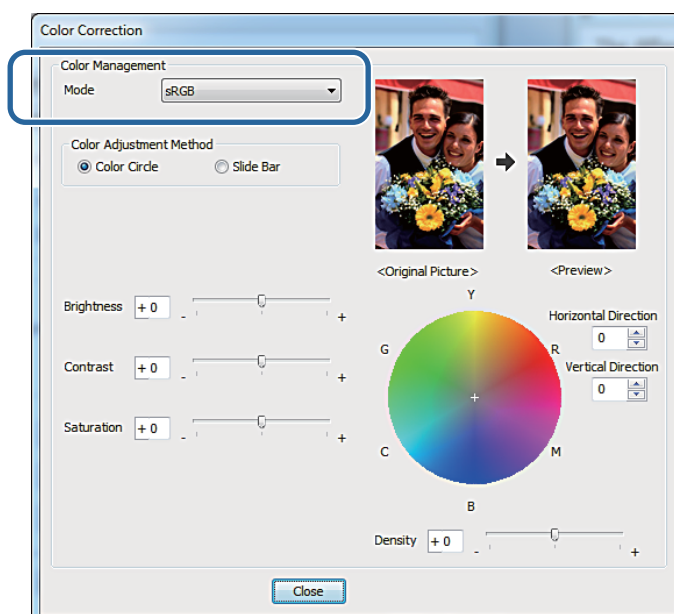 Color Correction
Color Management
Mode
sRGB
Color Adjustment Method
Color Circle
Slide Bar
<Original Picture>
<Preview>
Brightness
+ 0
-
+
Contrast
+ 0
-
+
Saturation
+ 0
-
+
Y
G
R
C
M
B
Horizontal Direction
0
Vertical Direction
0
Density
+ 0
-
+
Close